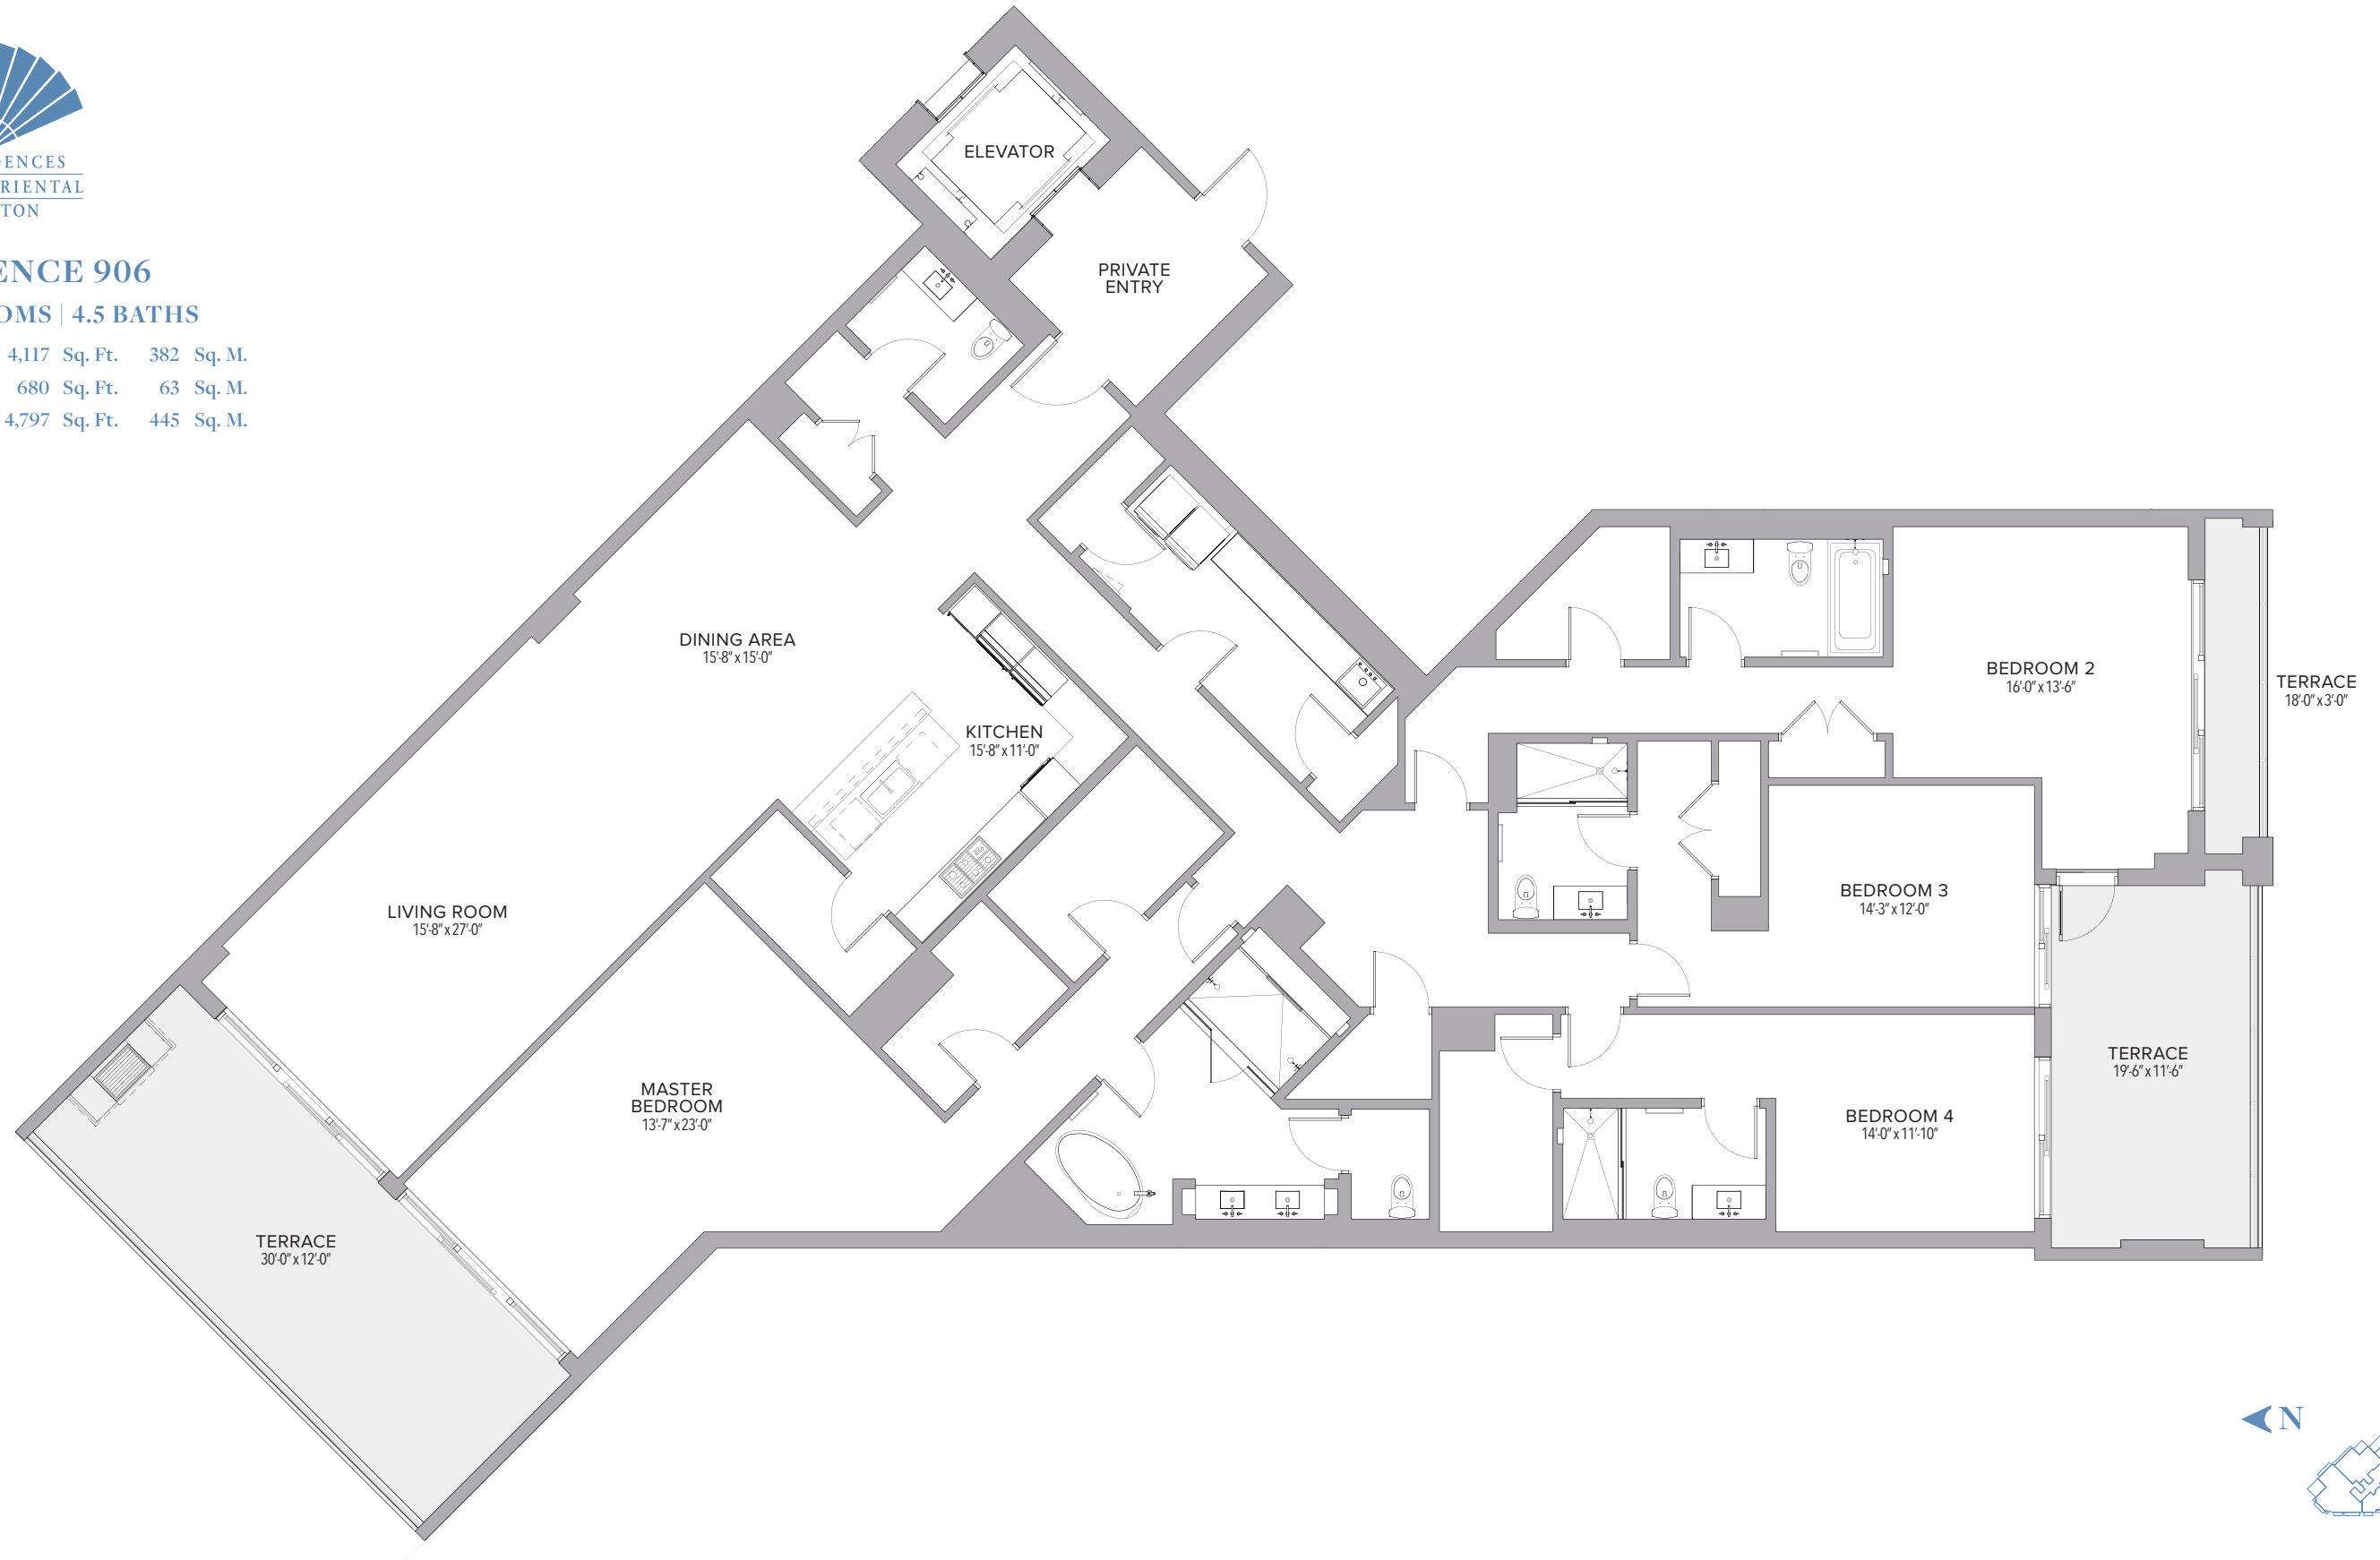 DENCES
RIENTAL
TON
ENCE 906
OOMS | 4.5 BATHS
4,117 Sq. Ft. 382 Sq. M.
680 Sq. Ft. 63 Sq. M.
4,797 Sq. Ft. 445 Sq. M.
ELEVATOR
PRIVATE
ENTRY
DINING AREA
15'-8" x 15'-0"
KITCHEN
15'-8" x 11'-0"
BEDROOM 2
16'-0" x 13'-6"
TERRACE
18'-0" x 3'-0"
LIVING ROOM
15'-8" x 27'-0"
BEDROOM 3
14'-3" x 12'-0"
MASTER
BEDROOM
13'-7" x 23'-0"
TERRACE
19'-6" x 11'-6"
BEDROOM 4
14'-0" x 11'-10"
TERRACE
30'-0" x 12'-0"
N